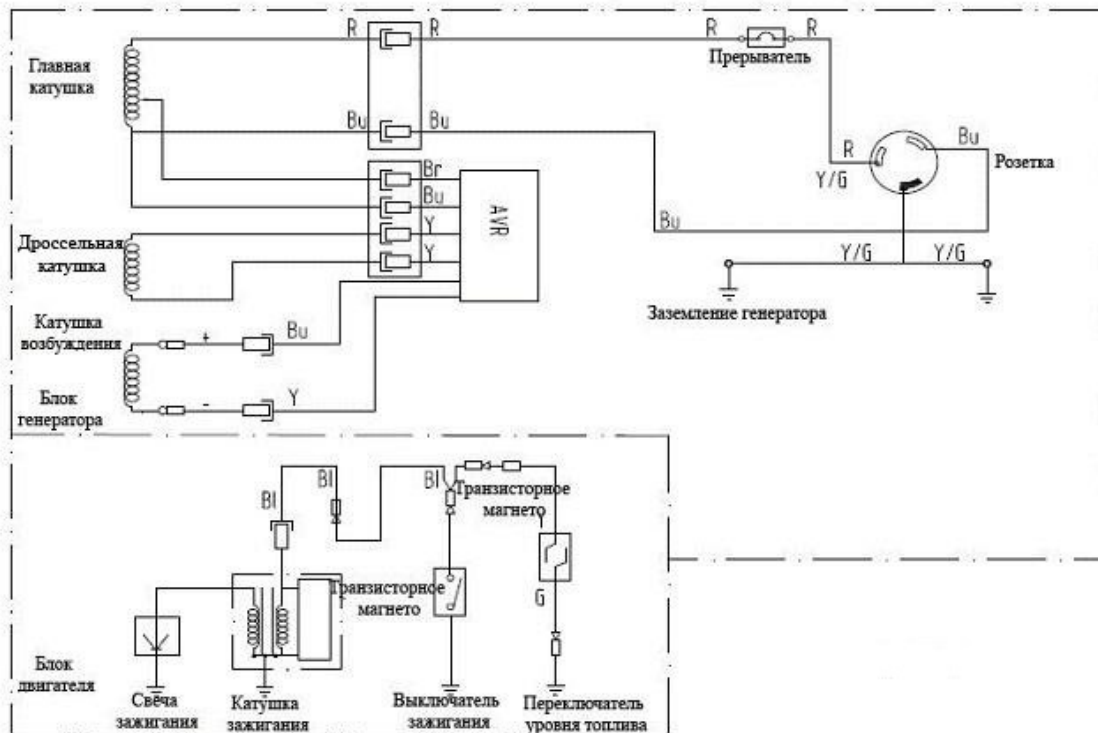 R
R
R
R
Прерыватель
Главная
катушка
Bu
Bu
Bu
R
Розетка
Y/G
Br
Bu
AVR
Y
Y
Bu
Дроссельная
катушка
Y/G
Y/G
Заземление генератора
Катушка
возбуждения
+
Bu
Блок
генератора
-
Y
Bl
Bl
Bl
Транзисторное
магнето
Транзисторное
магнето
G
Блок
двигателя
Свеча
зажигания
Катушка
зажигания
Выключатель
зажигания
Переключатель
уровня топлива